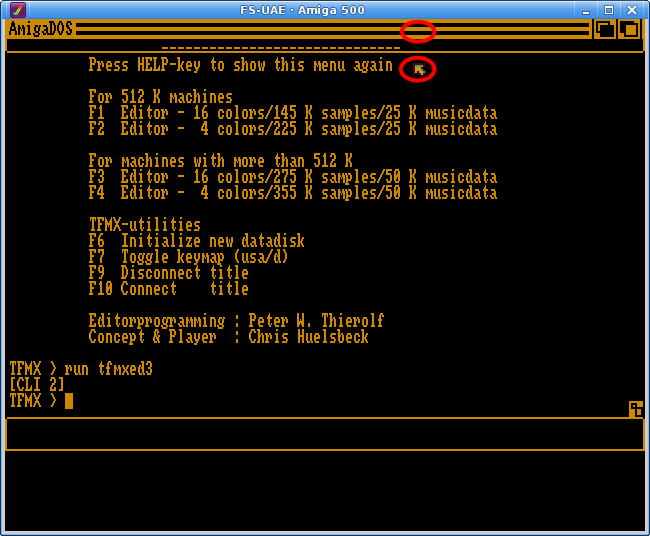 FS-UAE · Amiga 500
AmigaDOS
------------------------------
Press HELP-key to show this menu again
For 512 K machines
F1 Editor - 16 colors/145 K samples/25 K musicdata
F2 Editor - 4 colors/225 K samples/25 K musicdata
For machines with more than 512 K
F3 Editor - 16 colors/275 K samples/50 K musicdata
F4 Editor - 4 colors/355 K samples/50 K musicdata
TFMX-utilities
F6 Initialize new datadisk
F7 Toggle keymap (usa/d)
F9 Disconnect title
F10 Connect title
Editorprogramming : Peter W. Thierolf
Concept & Player : Chris Huelsbeck
TFMX > run tfmxed3
[CLI 2]
TFMX >